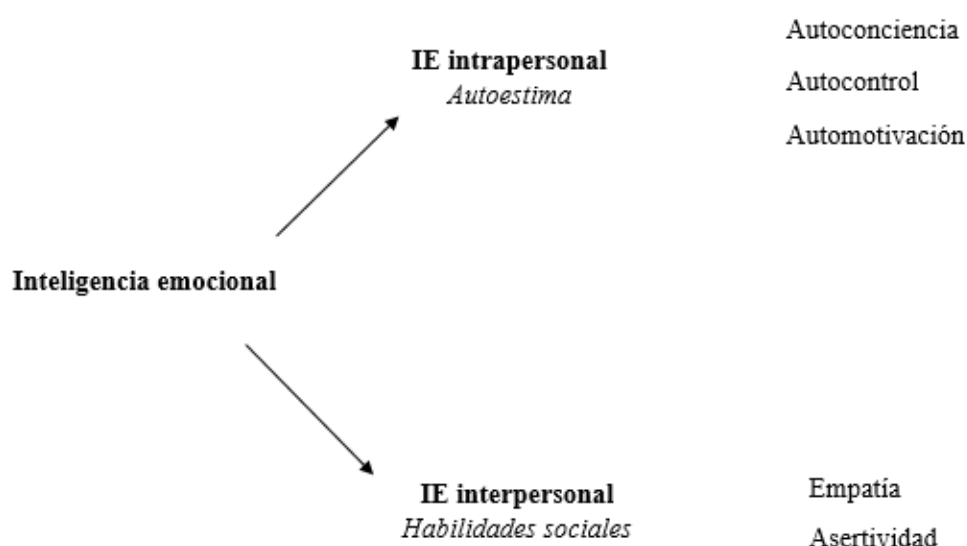 Autoconciencia
IE intrapersonal
Autoestima
Autocontrol
Automotivación
Inteligencia emocional
IE interpersonal
Habilidades sociales
Empatía
Asertividad